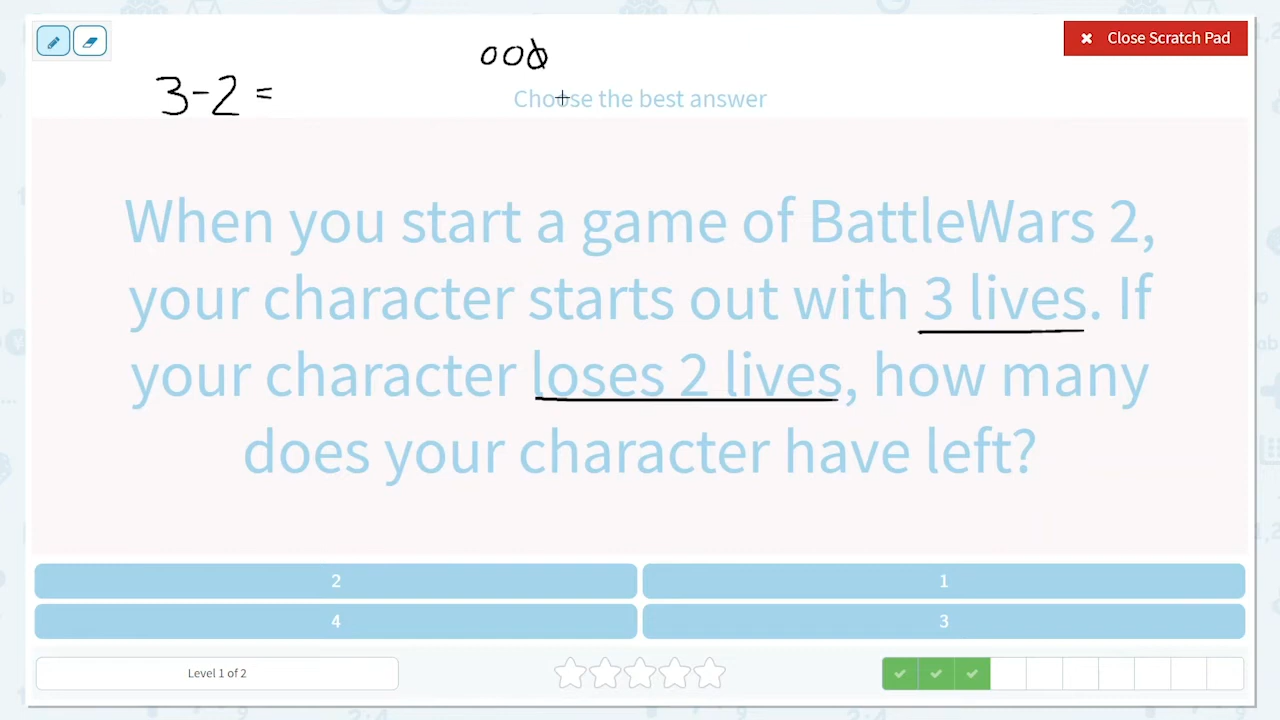 Close Scratch Pad
3-2 =
Choose the best answer
When you start a game of BattleWars 2,
your character starts out with 3 lives. If
your character loses 2 lives, how many
does your character have left?
2
1
4
3
Level 1 of 2